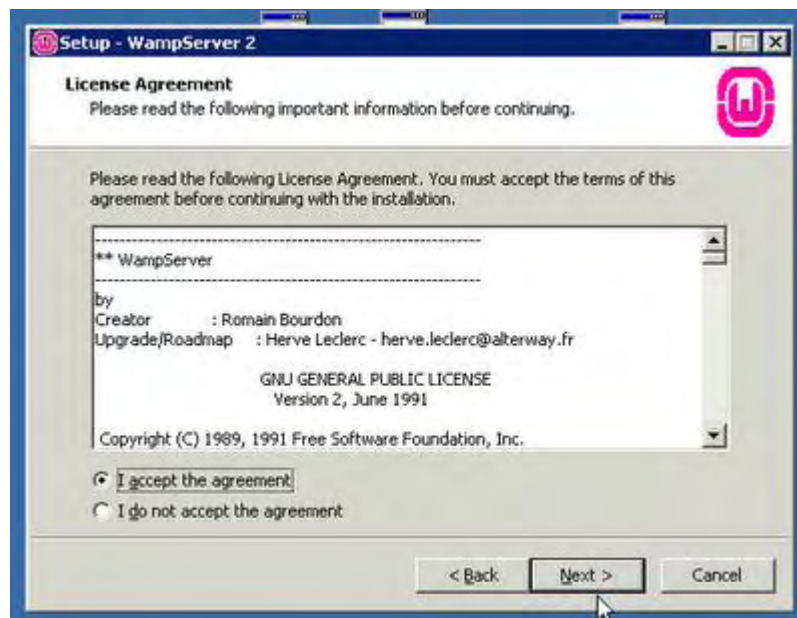 Setup - WampServer 2
License Agreement
Please read the following important information before continuing.
Please read the following License Agreement. You must accept the terms of this
agreement before continuing with the installation.
------------------------------------------------------------
** WampServer
------------------------------------------------------------
by
Creator : Romain Bourdon
Upgrade/Roadmap : Herve Leclerc - herve.leclerc@alterway.fr
GNU GENERAL PUBLIC LICENSE
Version 2, June 1991
Copyright (C) 1989, 1991 Free Software Foundation, Inc.
I accept the agreement
I do not accept the agreement
< Back Next > Cancel